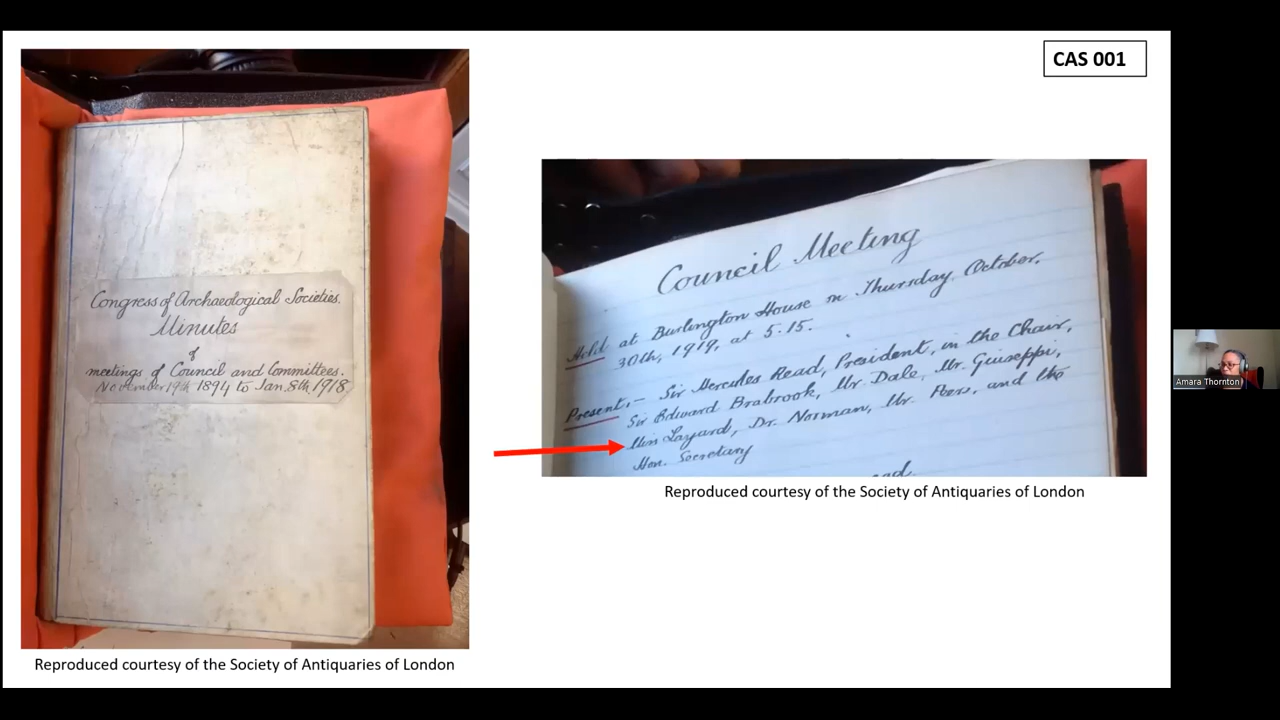 CAS 001
Congress of Archaeological Societies.
Minutes
of
meetings of Council and Committees.
November 19th 1894 to Jan. 8th, 1918.
Reproduced courtesy of the Society of Antiquaries of London
Council Meeting
Held at Burlington House on Thursday, October.
30th, 1919, at 5.15.
Present,- Sir Hercules Read, President, in the Chair,
Sir Edward Brabrook, Mr. Dale, Mr. Giuseppi,
Miss Layard, Dr. Norman, Mr. Peers, and the
Hon. Secretary
Reproduced courtesy of the Society of Antiquaries of London
Amara Thornton